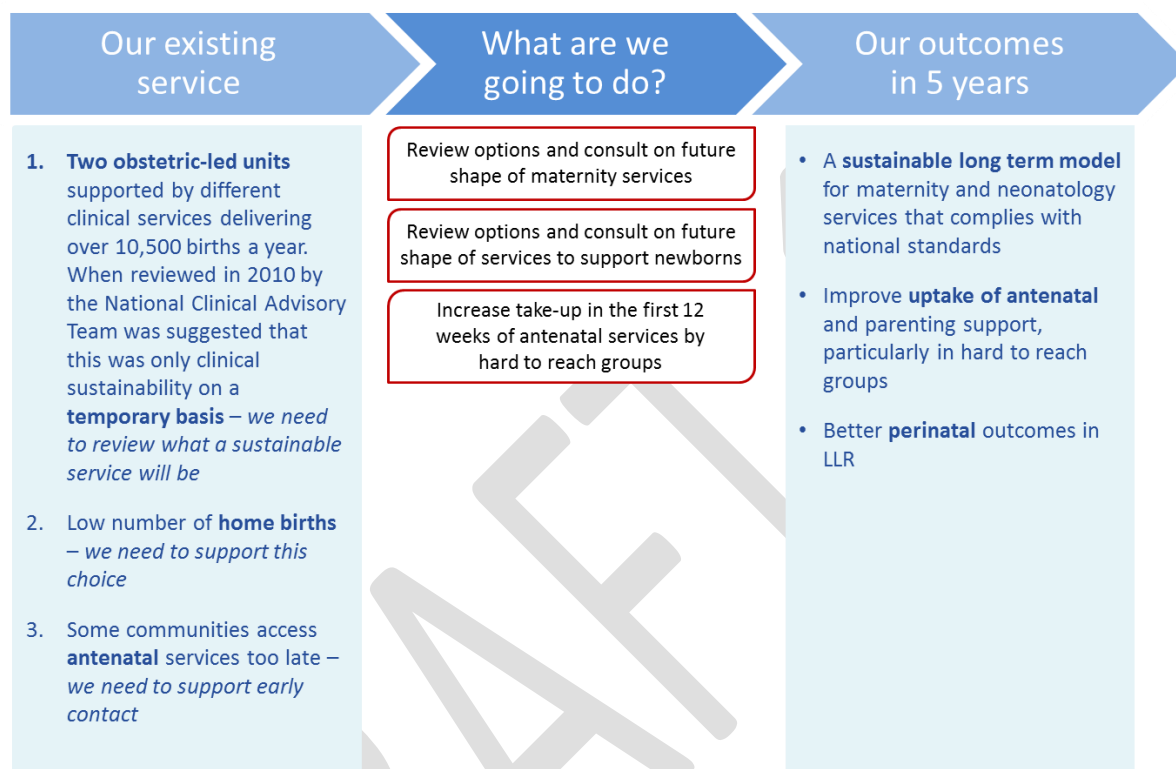 Our existing
service
What are we
going to do?
Our outcomes
in 5 years
1. Two obstetric-led units
supported by different
clinical services delivering
over 10,500 births a year.
When reviewed in 2010 by
the National Clinical Advisory
Team was suggested that
this was only clinical
sustainability on a
temporary basis – we need
to review what a sustainable
service will be
2. Low number of home births
– we need to support this
choice
3. Some communities access
antenatal services too late –
we need to support early
contact
Review options and consult on future
shape of maternity services
Review options and consult on future
shape of services to support newborns
Increase take-up in the first 12
weeks of antenatal services by
hard to reach groups
• A sustainable long term model
for maternity and neonatology
services that complies with
national standards
• Improve uptake of antenatal
and parenting support,
particularly in hard to reach
groups
• Better perinatal outcomes in
LLR